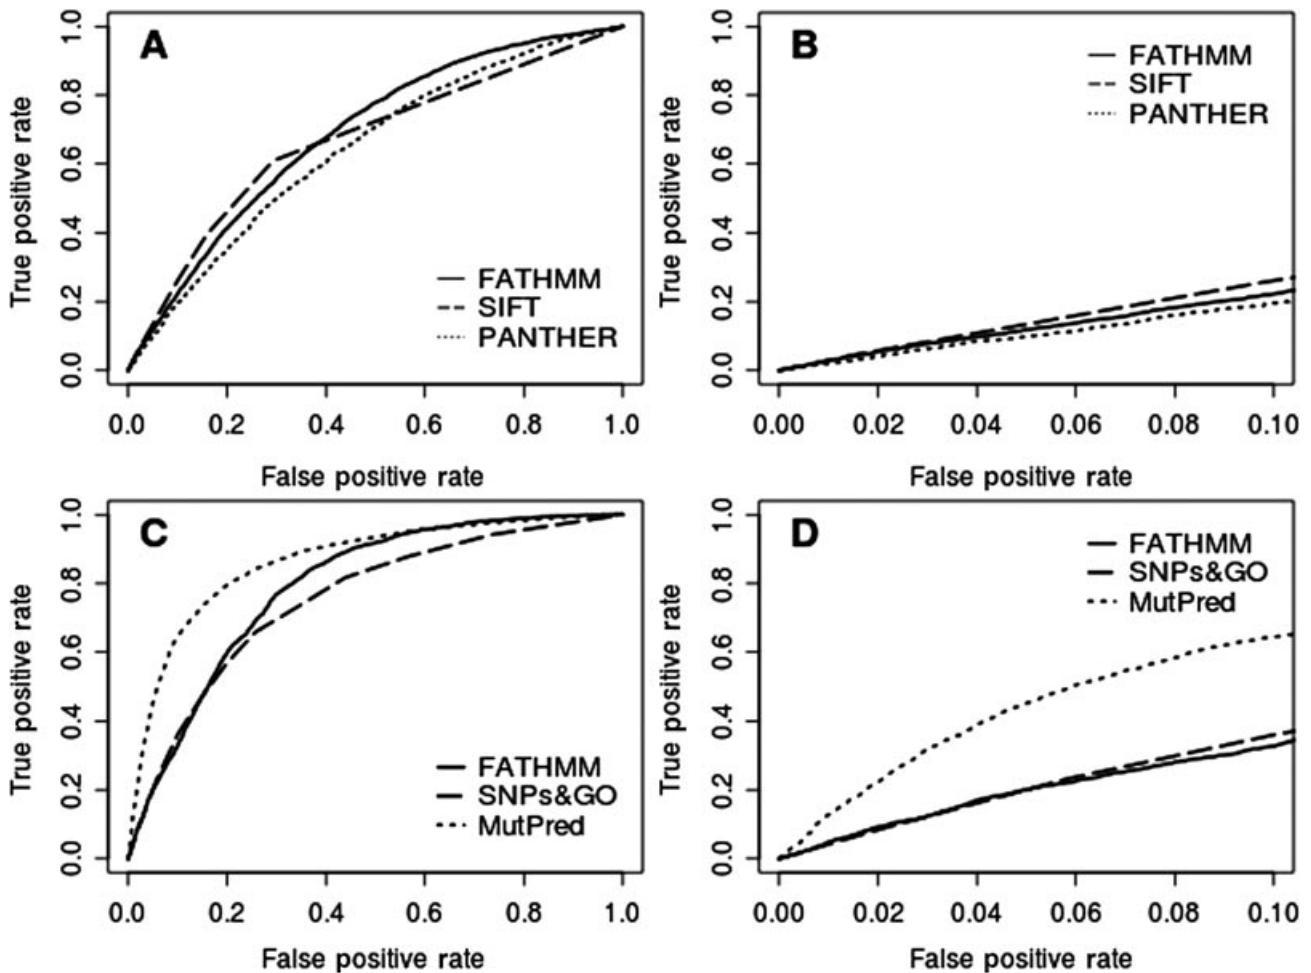 A
True positive rate
0.0 0.2 0.4 0.6 0.8 1.0
FATHMM
SIFT
PANTHER
0.0 0.2 0.4 0.6 0.8 1.0
False positive rate
B
True positive rate
0.0 0.2 0.4 0.6 0.8 1.0
FATHMM
SIFT
PANTHER
0.00 0.02 0.04 0.06 0.08 0.10
False positive rate
C
True positive rate
0.0 0.2 0.4 0.6 0.8 1.0
FATHMM
SNPs&GO
MutPred
0.0 0.2 0.4 0.6 0.8 1.0
False positive rate
D
True positive rate
0.0 0.2 0.4 0.6 0.8 1.0
FATHMM
SNPs&GO
MutPred
0.00 0.02 0.04 0.06 0.08 0.10
False positive rate